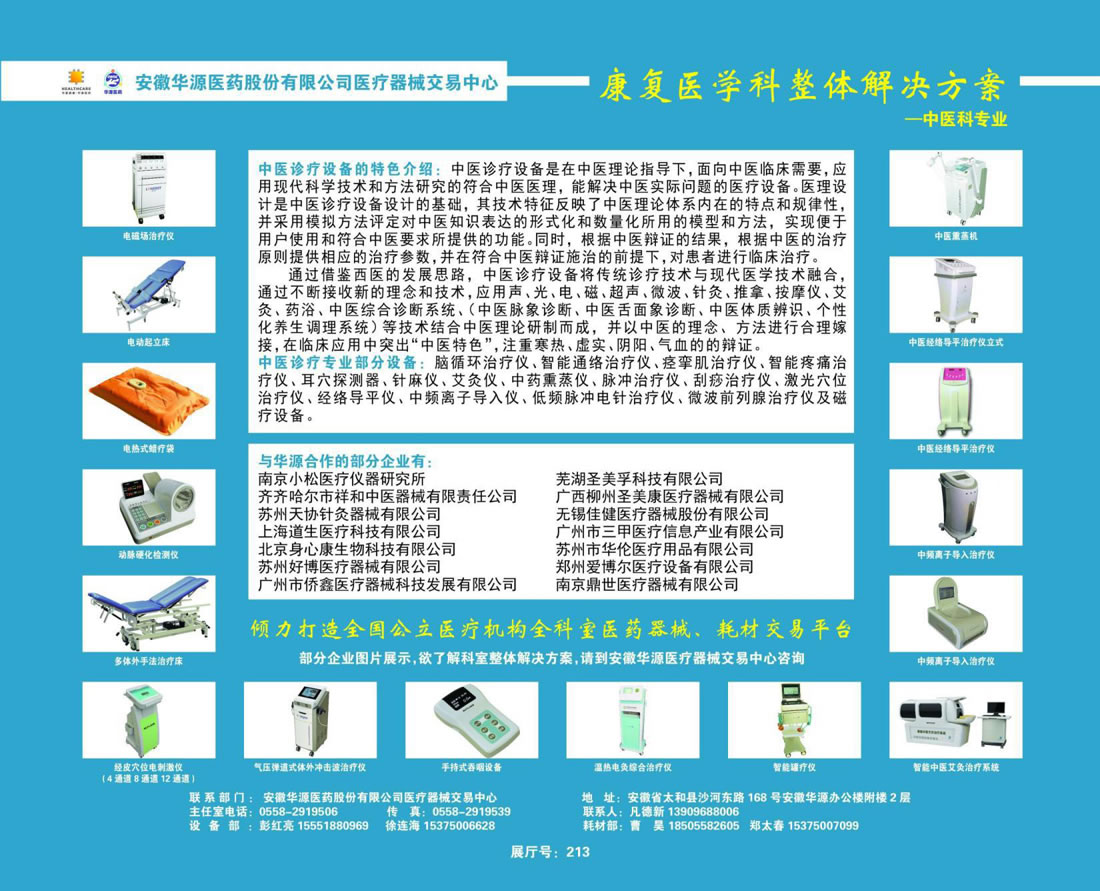 HEALTHCARE
华源医药
安徽华源医药股份有限公司医疗器械交易中心
康复医学科整体解决方案
—中医科专业
电磁场治疗仪
电动起立床
电热式蜡疗袋
动脉硬化检测仪
多体外手法治疗床
中医诊疗设备的特色介绍：中医诊疗设备是在中医理论指导下，面向中医临床需要，应
用现代科学技术和方法研究的符合中医医理，能解决中医实际问题的医疗设备。医理设
计是中医诊疗设备设计的基础，其技术特征反映了中医理论体系内在的特点和规律性，
并采用模拟方法评定对中医知识表达的形式化和数量化所用的模型和方法，实现便于
用户使用和符合中医要求所提供的功能。同时，根据中医辩证的结果，根据中医的治疗
原则提供相应的治疗参数，并在符合中医辩证施治的前提下，对患者进行临床治疗。
通过借鉴西医的发展思路，中医诊疗设备将传统诊疗技术与现代医学技术融合，
通过不断接收新的理念和技术，应用声、光、电、磁、超声、微波、针灸、推拿、按摩仪、艾
灸、药浴、中医综合诊断系统、（中医脉象诊断、中医舌面象诊断、中医体质辨识、个性
化养生调理系统）等技术结合中医理论研制而成，并以中医的理念、方法进行合理嫁
接，在临床应用中突出“中医特色”，注重寒热、虚实、阴阳、气血的的辩证。
中医诊疗专业部分设备：脑循环治疗仪、智能通络治疗仪、痉挛肌治疗仪、智能疼痛治
疗仪、耳穴探测器、针麻仪、艾灸仪、中药熏蒸仪、脉冲治疗仪、刮痧治疗仪、激光穴位
治疗仪、经络导平仪、中频离子导入仪、低频脉冲电针治疗仪、微波前列腺治疗仪及磁
疗设备。
与华源合作的部分企业有：
南京小松医疗仪器研究所
齐齐哈尔市祥和中医器械有限责任公司
苏州天协针灸器械有限公司
上海道生医疗科技有限公司
北京身心康生物科技有限公司
苏州好博医疗器械有限公司
广州市侨鑫医疗器械科技发展有限公司
芜湖圣美孚科技有限公司
广西柳州圣美康医疗器械有限公司
无锡佳健医疗器械股份有限公司
广州市三甲医疗信息产业有限公司
苏州市华伦医疗用品有限公司
郑州爱博尔医疗设备有限公司
南京鼎世医疗器械有限公司
中医熏蒸机
中医经络导平治疗仪立式
中医经络导平治疗仪
中频离子导入治疗仪
中频离子导入治疗仪
倾力打造全国公立医疗机构全科室医药器械、耗材交易平台
部分企业图片展示，欲了解科室整体解决方案，请到安徽华源医疗器械交易中心咨询
经皮穴位电刺激仪
（4通道8通道12通道）
气压弹道式体外冲击波治疗仪
手持式吞咽设备
温热电灸综合治疗仪
智能罐疗仪
智能中医艾灸治疗系统
联系部门：安徽华源医药股份有限公司医疗器械交易中心
主任室电话：0558-2919506 传 真：0558-2919539
设 备 部：彭红亮 15551880969 徐连海 15375006628
地 址：安徽省太和县沙河东路168号安徽华源办公楼附楼2层
联系人：凡德新 13909688006
耗材部：曹 昊 18505582605 郑太春 15375007099
展厅号：213